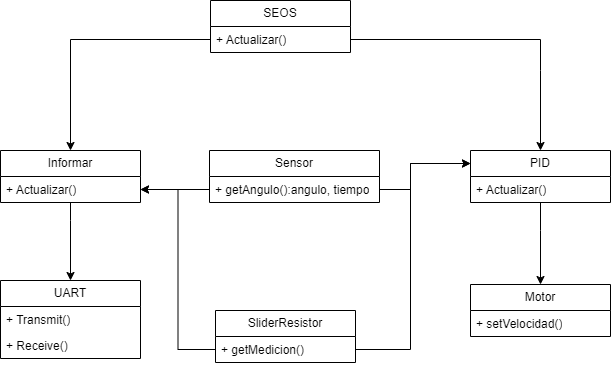 SEOS
+ Actualizar()
Informar
+ Actualizar()
Sensor
+ getAngulo():angulo, tiempo
PID
+ Actualizar()
UART
+ Transmit()
+ Receive()
SliderResistor
+ getMedicion()
Motor
+ setVelocidad()